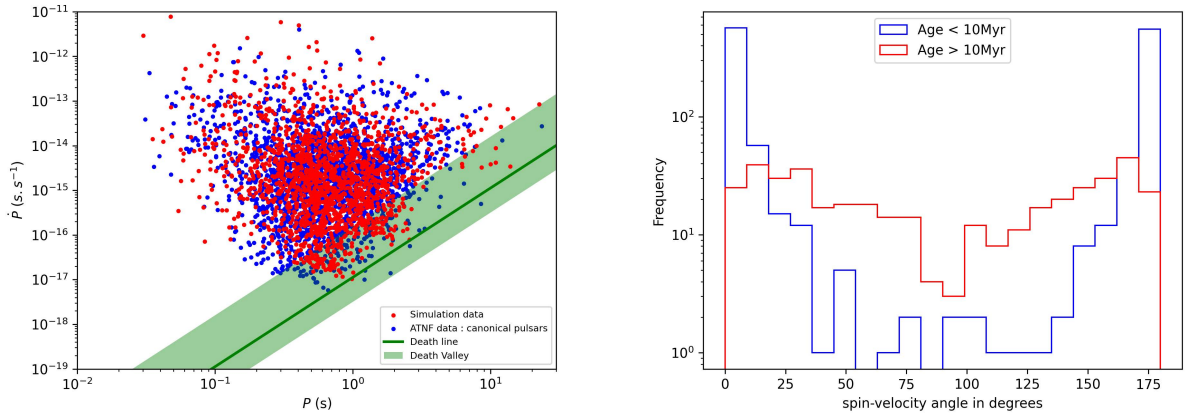 10⁻¹¹
10⁻¹²
10⁻¹³
10⁻¹⁴
10⁻¹⁵
10⁻¹⁶
10⁻¹⁷
10⁻¹⁸
10⁻¹⁹
Ṗ (s.s⁻¹)
Simulation data
ATNF data : canonical pulsars
Death line
Death Valley
10⁻² 10⁻¹ 10⁰ 10¹
P (s)
Age < 10Myr
Age > 10Myr
10²
10¹
10⁰
Frequency
0 25 50 75 100 125 150 175
spin-velocity angle in degrees